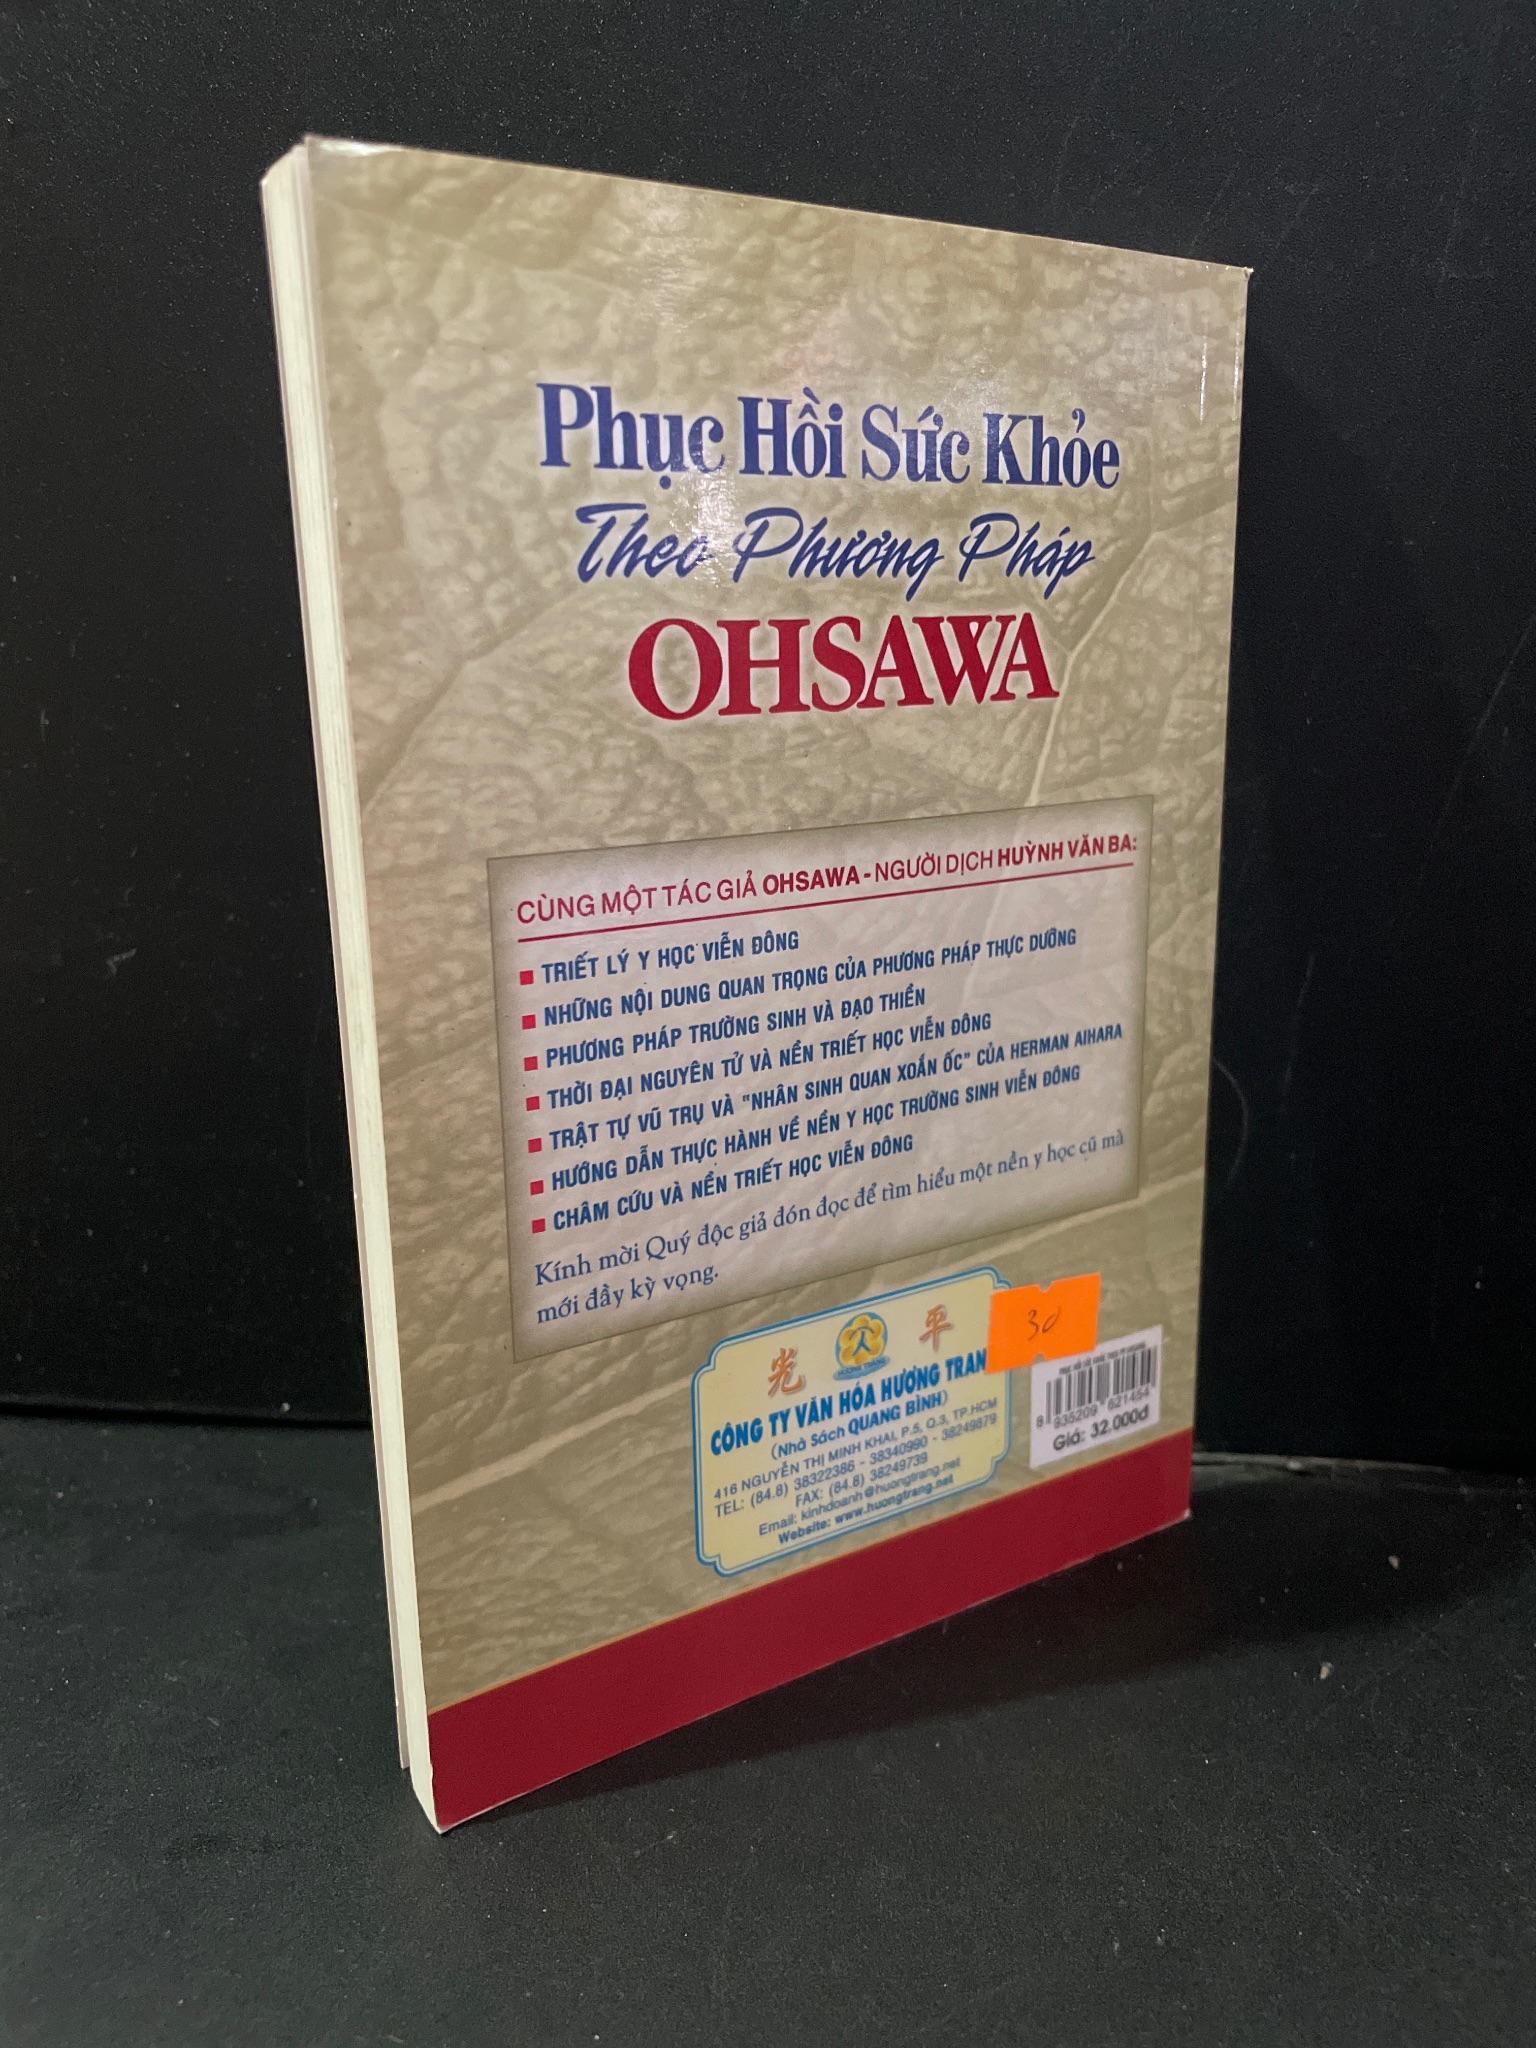 Phục Hồi Sức Khỏe
Theo Phương Pháp
OHSAWA
CÙNG MỘT TÁC GIẢ OHSAWA - NGƯỜI DỊCH HUỲNH VĂN BA:
TRIẾT LÝ Y HỌC VIỄN ĐÔNG
NHỮNG NỘI DUNG QUAN TRỌNG CỦA PHƯƠNG PHÁP THỰC DƯỠNG
PHƯƠNG PHÁP TRƯỜNG SINH VÀ ĐẠO THIỀN
THỜI ĐẠI NGUYÊN TỬ VÀ NỀN TRIẾT HỌC VIỄN ĐÔNG
TRẬT TỰ VŨ TRỤ VÀ "NHÂN SINH QUAN XOẮN ỐC" CỦA HERMAN AIHARA
HƯỚNG DẪN THỰC HÀNH VỀ NỀN Y HỌC TRƯỜNG SINH VIỄN ĐÔNG
CHÂM CỨU VÀ NỀN TRIẾT HỌC VIỄN ĐÔNG
Kính mời Quý độc giả đón đọc để tìm hiểu một nền y học cũ mà
mới đầy kỳ vọng.
光 平
HƯƠNG TRANG
CÔNG TY VĂN HÓA HƯƠNG TRAN
(Nhà Sách QUANG BÌNH)
416 NGUYỄN THỊ MINH KHAI, P.5, Q.3, TP.HCM
TEL: (84.8) 38322386 - 38340990 - 38249879
FAX: (84.8) 38249739
Email: kinhdoanh@huongtrang.net
Website: www.huongtrang.net
30
8 935209 621454
Giá: 32.000đ